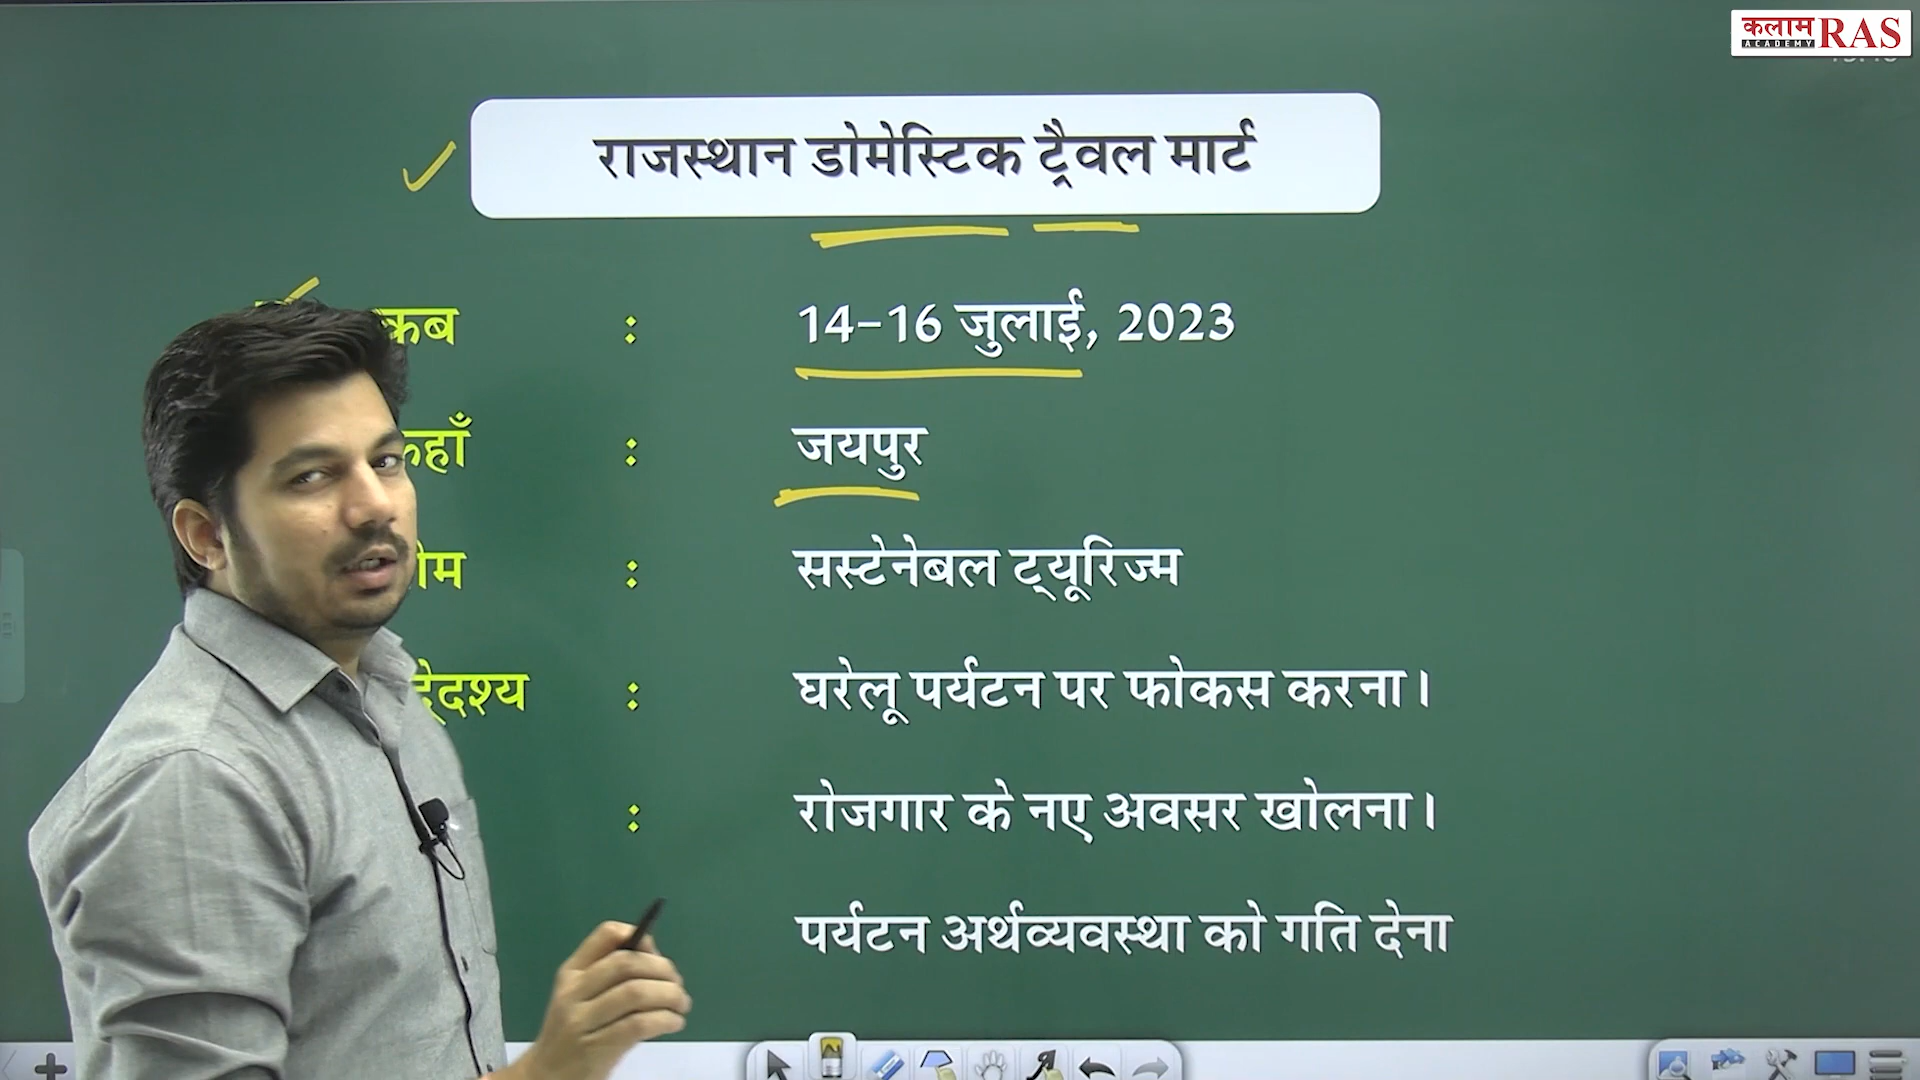 कलाम RAS
ACADEMY
राजस्थान डोमेस्टिक ट्रैवल मार्ट
कब : 14-16 जुलाई, 2023
कहाँ : जयपुर
: सस्टेनेबल ट्यूरिज्म
: घरेलू पर्यटन पर फोकस करना।
: रोजगार के नए अवसर खोलना।
पर्यटन अर्थव्यवस्था को गति देना